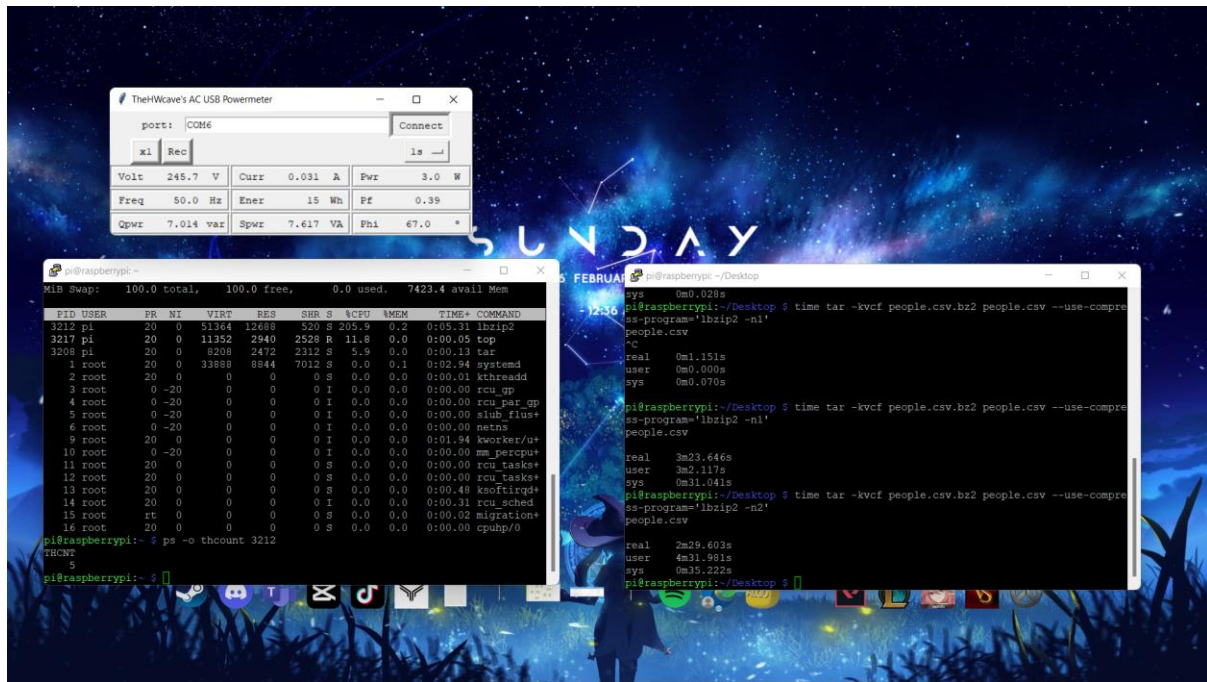 TheHWcave's AC USB Powermeter
port: COM6 Connect
x1 Rec 1s
Volt 245.7 V Curr 0.031 A Pwr 3.0 W
Freq 50.0 Hz Ener 15 Wh Pf 0.39
Qpwr 7.014 var Spwr 7.617 VA Phi 67.0 °
SUNDAY
6 FEBRUAR
- 12:36
pi@raspberrypi: ~
MiB Swap: 100.0 total, 100.0 free, 0.0 used. 7423.4 avail Mem
PID USER PR NI VIRT RES SHR S %CPU %MEM TIME+ COMMAND
3212 pi 20 0 51364 12688 520 S 205.9 0.2 0:05.31 lbzip2
3217 pi 20 0 11352 2940 2528 R 11.8 0.0 0:00.05 top
3208 pi 20 0 8208 2472 2312 S 5.9 0.0 0:00.13 tar
1 root 20 0 33888 8844 7012 S 0.0 0.1 0:02.94 systemd
2 root 20 0 0 0 0 S 0.0 0.0 0:00.01 kthreadd
3 root 0 -20 0 0 0 I 0.0 0.0 0:00.00 rcu_gp
4 root 0 -20 0 0 0 I 0.0 0.0 0:00.00 rcu_par_gp
5 root 0 -20 0 0 0 I 0.0 0.0 0:00.00 slub_flus+
6 root 0 -20 0 0 0 I 0.0 0.0 0:00.00 netns
9 root 20 0 0 0 0 I 0.0 0.0 0:01.94 kworker/u+
10 root 0 -20 0 0 0 I 0.0 0.0 0:00.00 mm_percpu+
11 root 20 0 0 0 0 S 0.0 0.0 0:00.00 rcu_tasks+
12 root 20 0 0 0 0 S 0.0 0.0 0:00.00 rcu_tasks+
13 root 20 0 0 0 0 S 0.0 0.0 0:00.48 ksoftirqd+
14 root 20 0 0 0 0 I 0.0 0.0 0:00.31 rcu_sched
15 root rt 0 0 0 0 S 0.0 0.0 0:00.02 migration+
16 root 20 0 0 0 0 S 0.0 0.0 0:00.00 cpuhp/0
pi@raspberrypi:~ $ ps -o thcount 3212
THCNT
5
pi@raspberrypi:~ $
pi@raspberrypi: ~/Desktop
sys 0m0.028s
pi@raspberrypi:~/Desktop $ time tar -kvcf people.csv.bz2 people.csv --use-compre
ss-program='lbzip2 -n1'
people.csv
^C
real 0m1.151s
user 0m0.000s
sys 0m0.070s
pi@raspberrypi:~/Desktop $ time tar -kvcf people.csv.bz2 people.csv --use-compre
ss-program='lbzip2 -n1'
people.csv
real 3m23.646s
user 3m2.117s
sys 0m31.041s
pi@raspberrypi:~/Desktop $ time tar -kvcf people.csv.bz2 people.csv --use-compre
ss-program='lbzip2 -n2'
people.csv
real 2m29.603s
user 4m31.981s
sys 0m35.222s
pi@raspberrypi:~/Desktop $